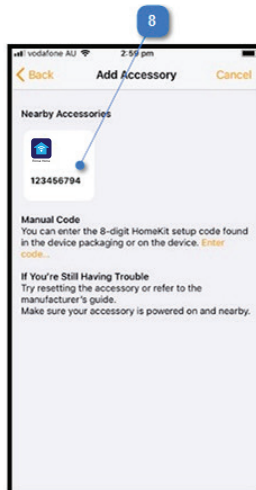 8
vodafone AU 2:59 pm
Back Add Accessory Cancel
Nearby Accessories
123456794
Manual Code
You can enter the 8-digit HomeKit setup code found
in the device packaging or on the device. Enter
code...
If You're Still Having Trouble
Try resetting the accessory or refer to the
manufacturer's guide.
Make sure your accessory is powered on and nearby.